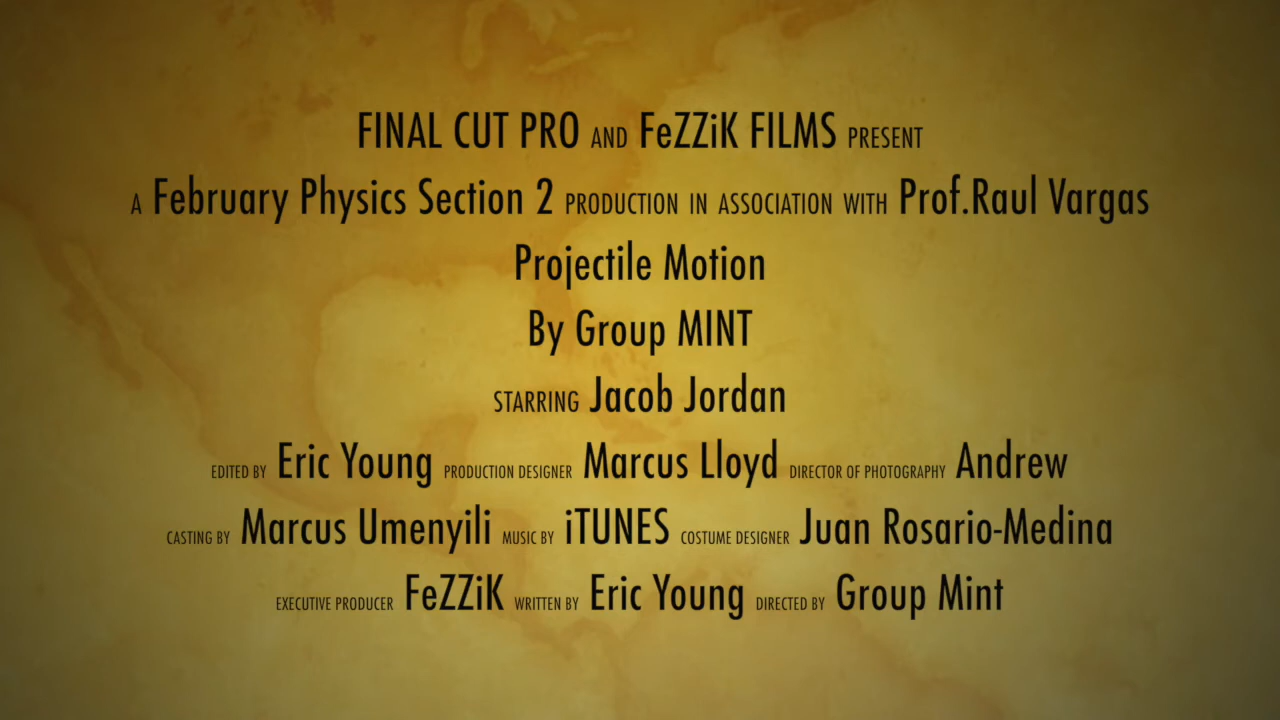 FINAL CUT PRO AND FeZZiK FILMS PRESENT
A February Physics Section 2 PRODUCTION IN ASSOCIATION WITH Prof.Raul Vargas
Projectile Motion
By Group MINT
STARRING Jacob Jordan
EDITED BY Eric Young PRODUCTION DESIGNER Marcus Lloyd DIRECTOR OF PHOTOGRAPHY Andrew
CASTING BY Marcus Umenyili MUSIC BY iTUNES COSTUME DESIGNER Juan Rosario-Medina
EXECUTIVE PRODUCER FeZZiK WRITTEN BY Eric Young DIRECTED BY Group Mint